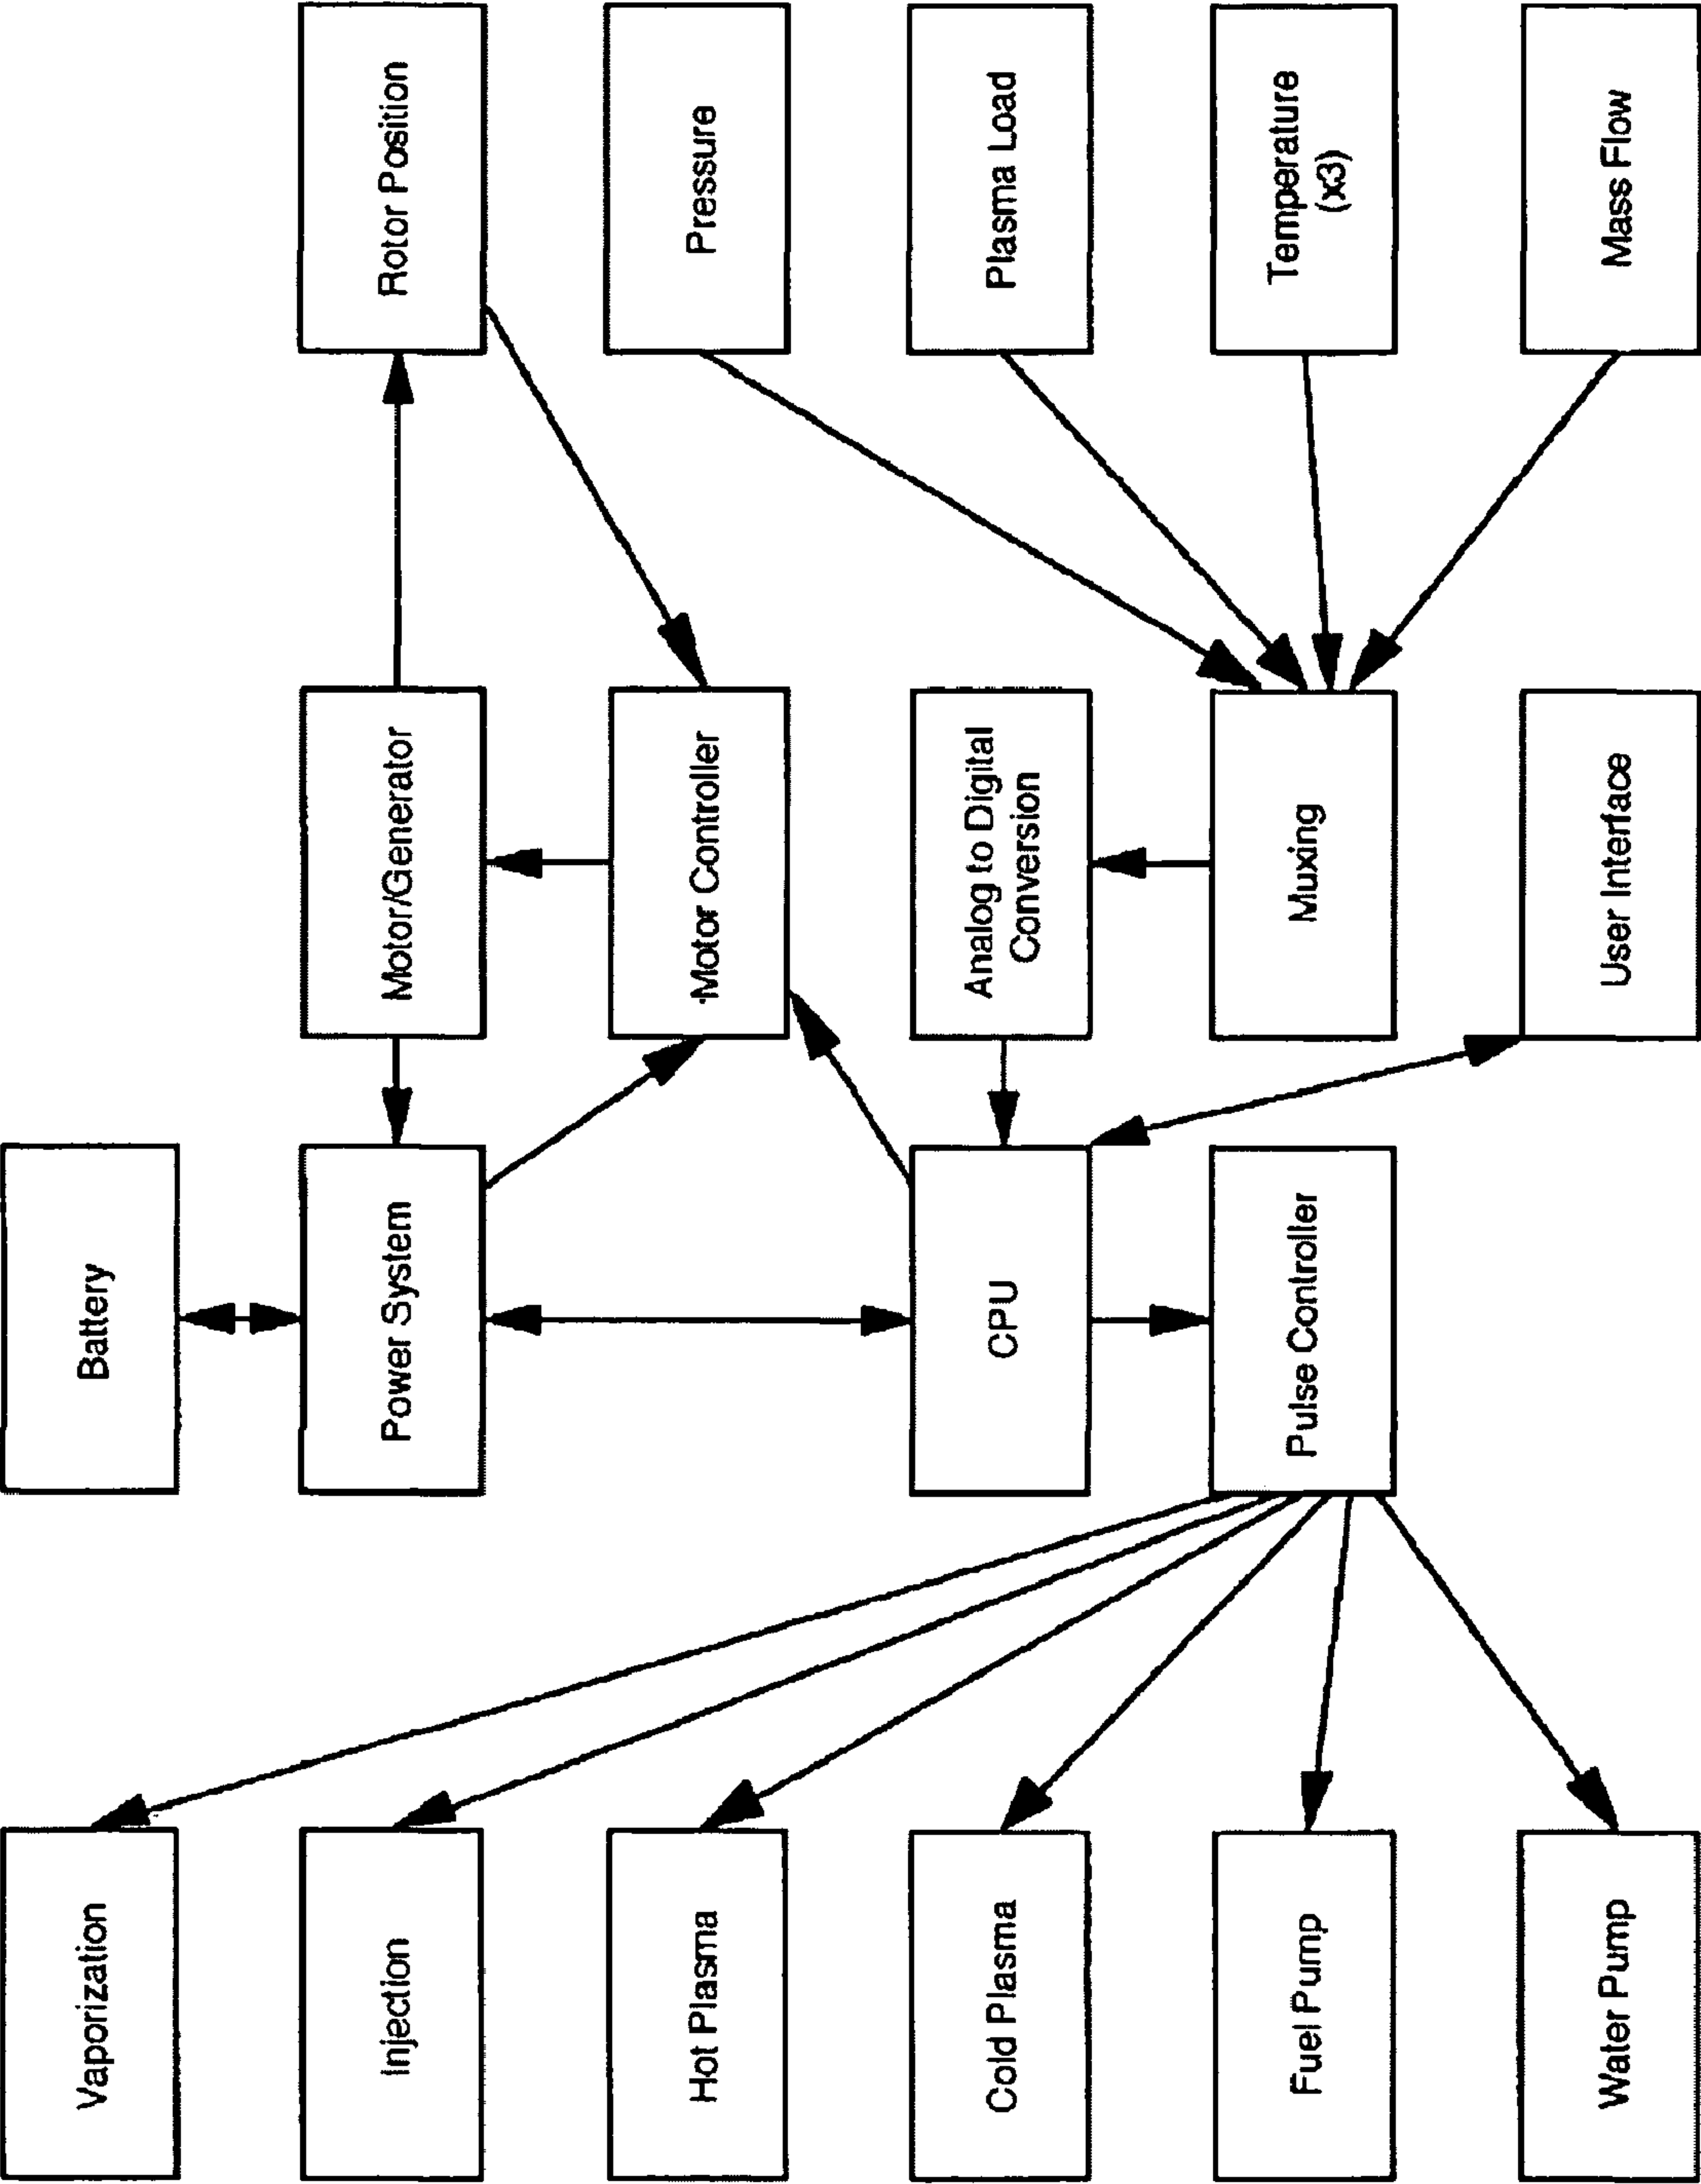 Vaporization
Battery
Injection
Power System
Motor/Generator
Rotor Position
Hot Plasma
Motor Controller
Pressure
Cold Plasma
CPU
Analog to Digital
Conversion
Plasma Load
Fuel Pump
Pulse Controller
Muxing
Temperature
(x3)
Water Pump
User Interface
Mass Flow